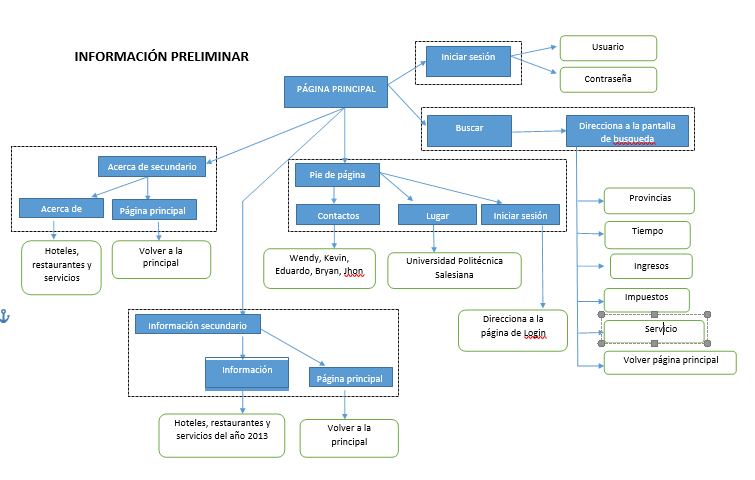 INFORMACIÓN PRELIMINAR
PÁGINA PRINCIPAL
Iniciar sesión
Usuario
Contraseña
Buscar
Direcciona a la pantalla
de busqueda
Provincias
Tiempo
Ingresos
Impuestos
Servicio
Volver página principal
Acerca de secundario
Acerca de
Página principal
Hoteles,
restaurantes y
servicios
Volver a la
principal
Pie de página
Contactos
Lugar
Iniciar sesión
Wendy, Kevin,
Eduardo, Bryan, Jhon
Universidad Politécnica
Salesiana
Direcciona a la
página de Login
Información secundario
Información
Página principal
Hoteles, restaurantes y
servicios del año 2013
Volver a la
principal